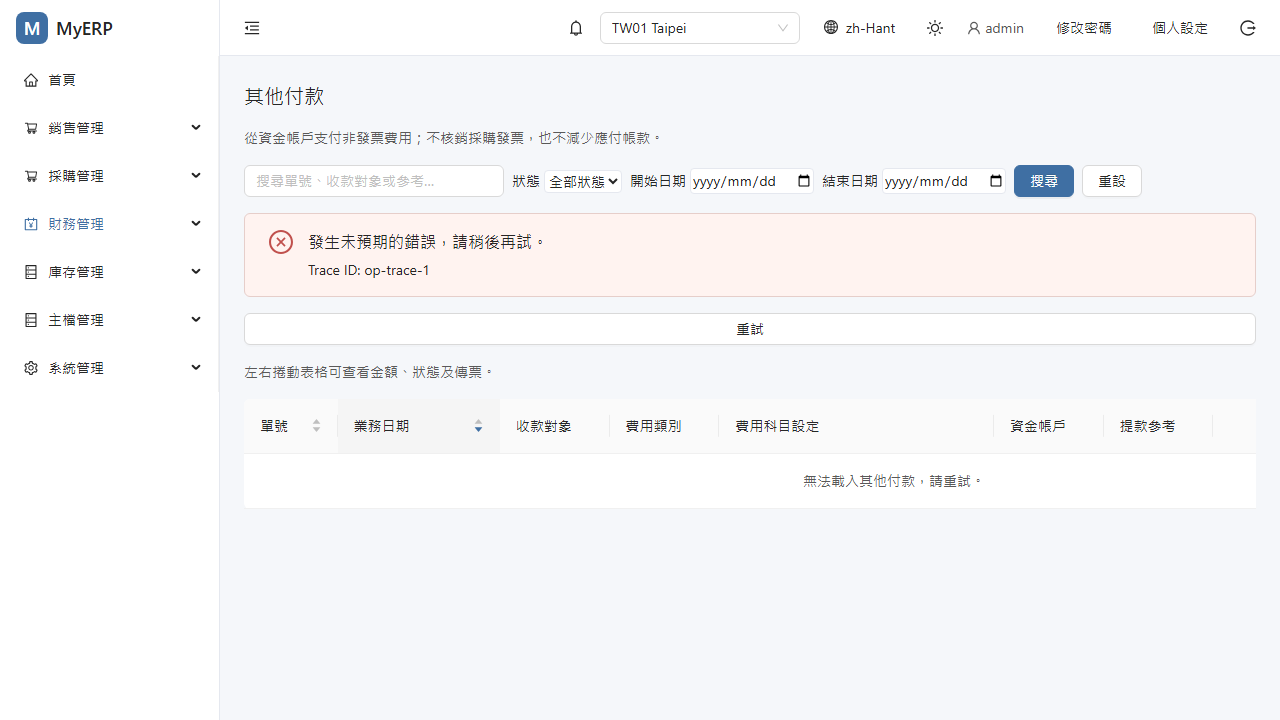 M MyERP
TW01 Taipei
zh-Hant
admin
修改密碼
個人設定
首頁
銷售管理
採購管理
財務管理
庫存管理
主檔管理
系統管理
其他付款
從資金帳戶支付非發票費用；不核銷採購發票，也不減少應付帳款。
搜尋單號、收款對象或參考...
狀態 全部狀態 開始日期 yyyy/mm/dd 結束日期 yyyy/mm/dd 搜尋 重設
發生未預期的錯誤，請稍後再試。
Trace ID: op-trace-1
重試
左右捲動表格可查看金額、狀態及傳票。
單號 業務日期 收款對象 費用類別 費用科目設定 資金帳戶 提款參考
無法載入其他付款，請重試。